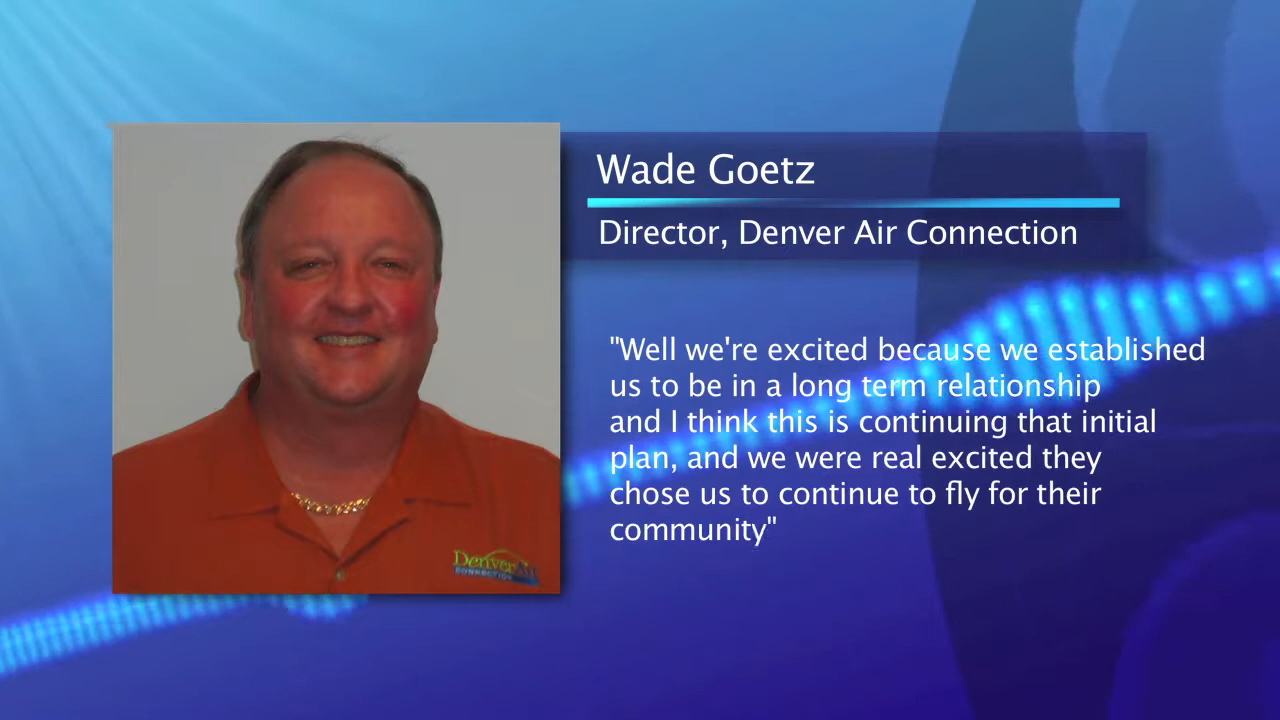 Wade Goetz
Director, Denver Air Connection
"Well we're excited because we established
us to be in a long term relationship
and I think this is continuing that initial
plan, and we were real excited they
chose us to continue to fly for their
community"
Denver Air
CONNECTION